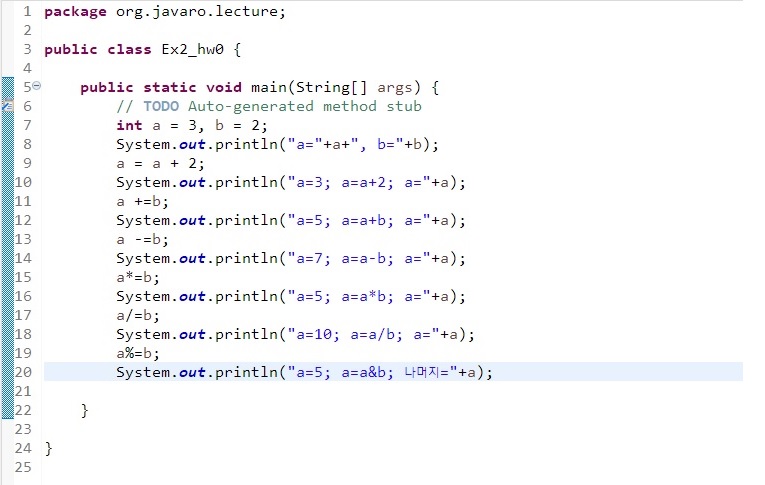 1 package org.javaro.lecture;
2
3 public class Ex2_hw0 {
4
5 public static void main(String[] args) {
6 // TODO Auto-generated method stub
7 int a = 3, b = 2;
8 System.out.println("a="+a+", b="+b);
9 a = a + 2;
10 System.out.println("a=3; a=a+2; a="+a);
11 a +=b;
12 System.out.println("a=5; a=a+b; a="+a);
13 a -=b;
14 System.out.println("a=7; a=a-b; a="+a);
15 a*=b;
16 System.out.println("a=5; a=a*b; a="+a);
17 a/=b;
18 System.out.println("a=10; a=a/b; a="+a);
19 a%=b;
20 System.out.println("a=5; a=a&b; 나머지="+a);
21
22 }
23
24 }
25